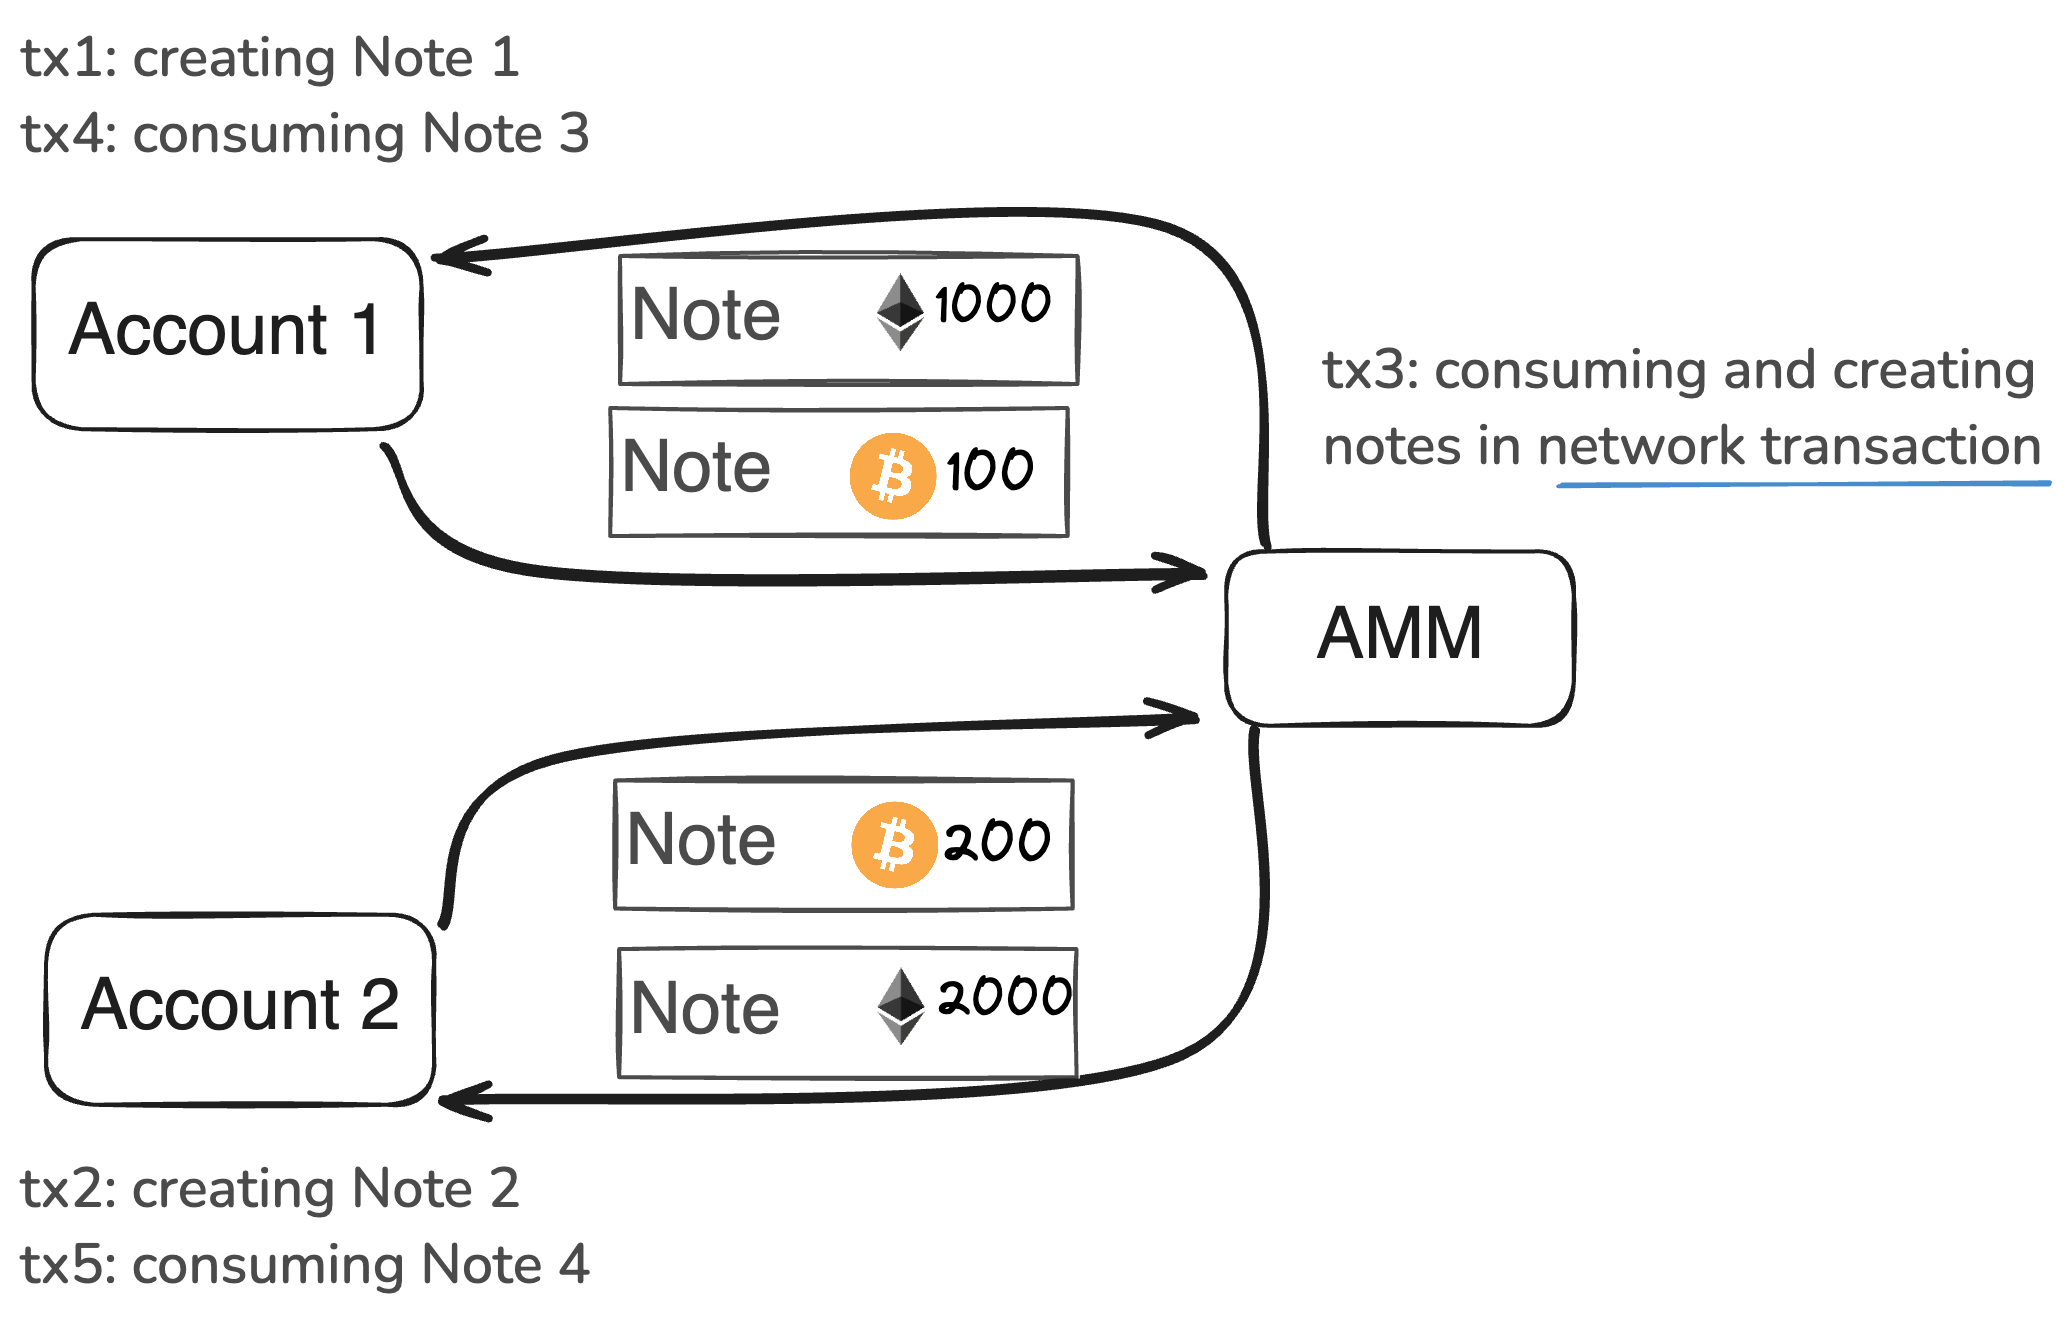 tx1: creating Note 1
tx4: consuming Note 3
Account 1
Note 1000
Note 100
tx3: consuming and creating
notes in network transaction
AMM
Note 200
Account 2
Note 2000
tx2: creating Note 2
tx5: consuming Note 4